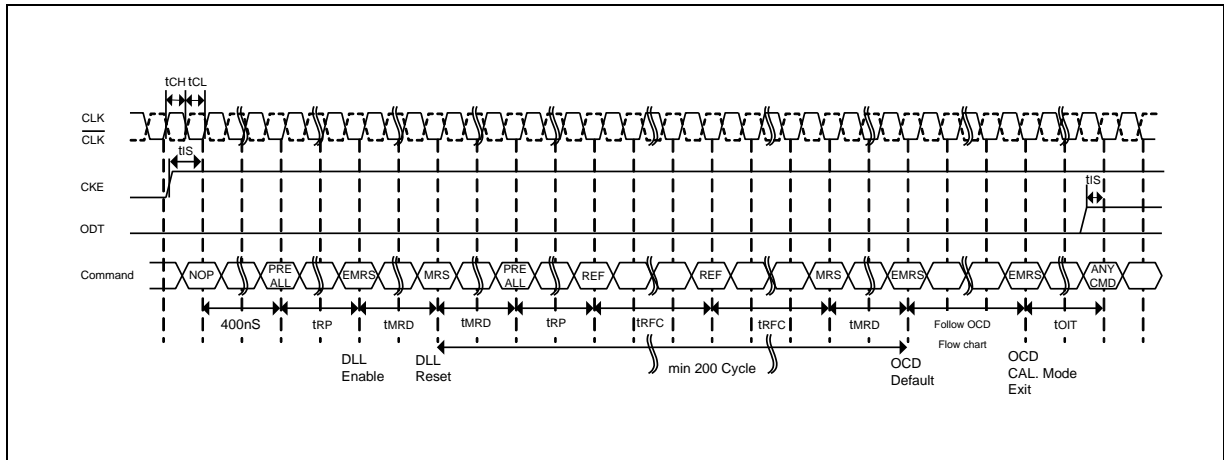 tCH tCL
CLK
CLK
tIS
CKE
tIS
ODT
Command
NOP
PRE
ALL
EMRS
MRS
PRE
ALL
REF
REF
MRS
EMRS
EMRS
ANY
CMD
400nS
tRP
tMRD
tMRD
tRP
tRFC
tRFC
tMRD
Follow OCD
Flow chart
tOIT
DLL
Enable
DLL
Reset
min 200 Cycle
OCD
Default
OCD
CAL. Mode
Exit